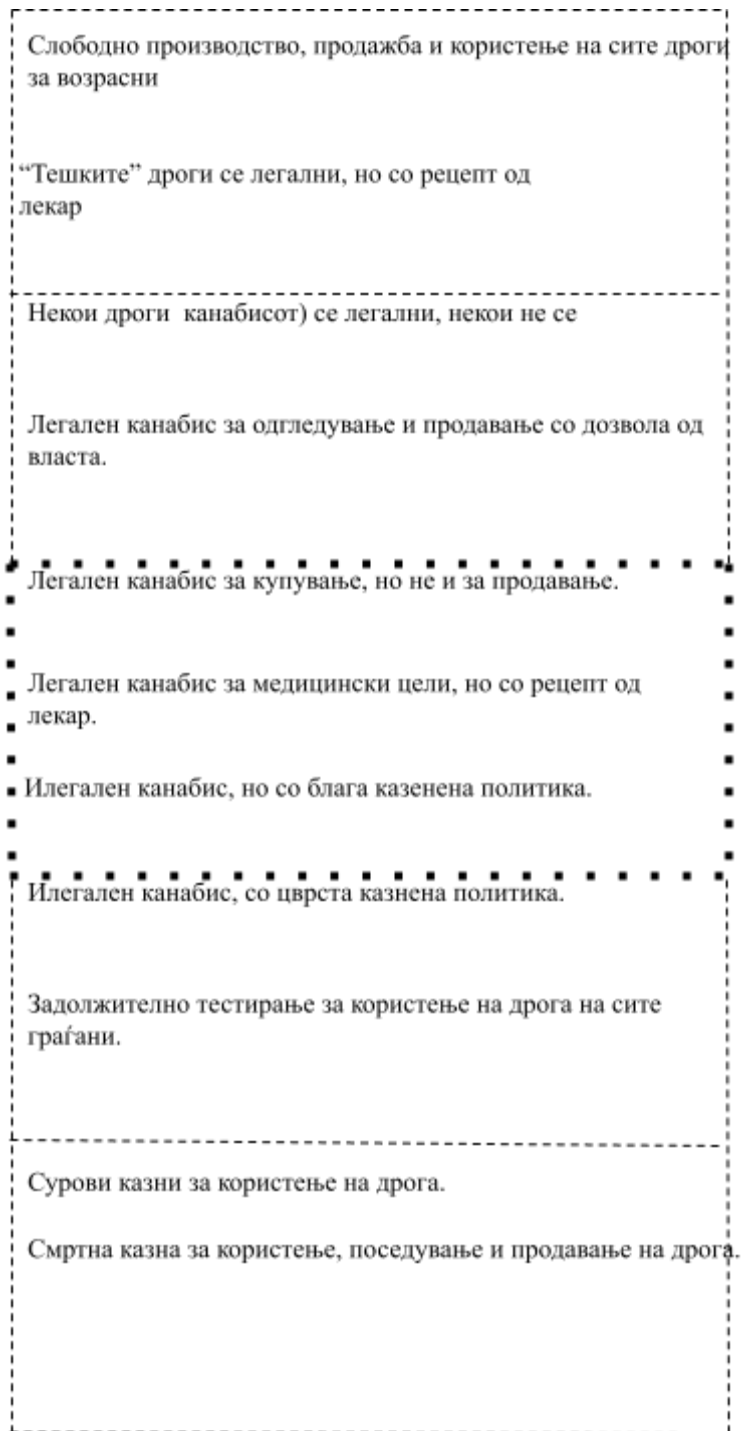 Слободно производство, продажба и користење на сите дроги
за возрасни
“Тешките” дроги се легални, но со рецепт од
лекар
Некои дроги канабисот) се легални, некои не се
Легален канабис за одгледување и продавање со дозвола од
власта.
Легален канабис за купување, но не и за продавање.
Легален канабис за медицински цели, но со рецепт од
лекар.
Илегален канабис, но со блага казенена политика.
Илегален канабис, со цврста казнена политика.
Задолжително тестирање за користење на дрога на сите
граѓани.
Сурови казни за користење на дрога.
Смртна казна за користење, поседување и продавање на дрога.